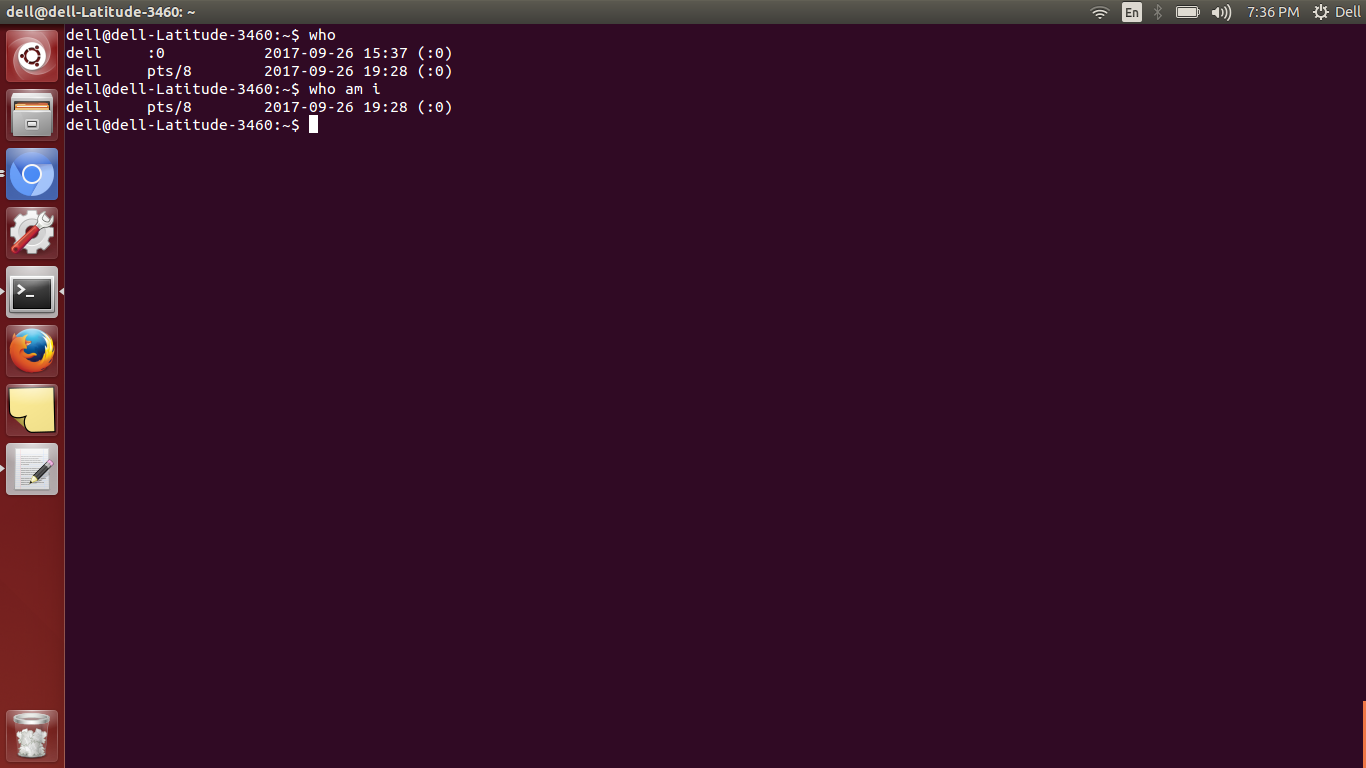 dell@dell-Latitude-3460: ~
En
7:36 PM
Dell
dell@dell-Latitude-3460:~$ who
dell     :0           2017-09-26 15:37 (:0)
dell     pts/8        2017-09-26 19:28 (:0)
dell@dell-Latitude-3460:~$ who am i
dell     pts/8        2017-09-26 19:28 (:0)
dell@dell-Latitude-3460:~$